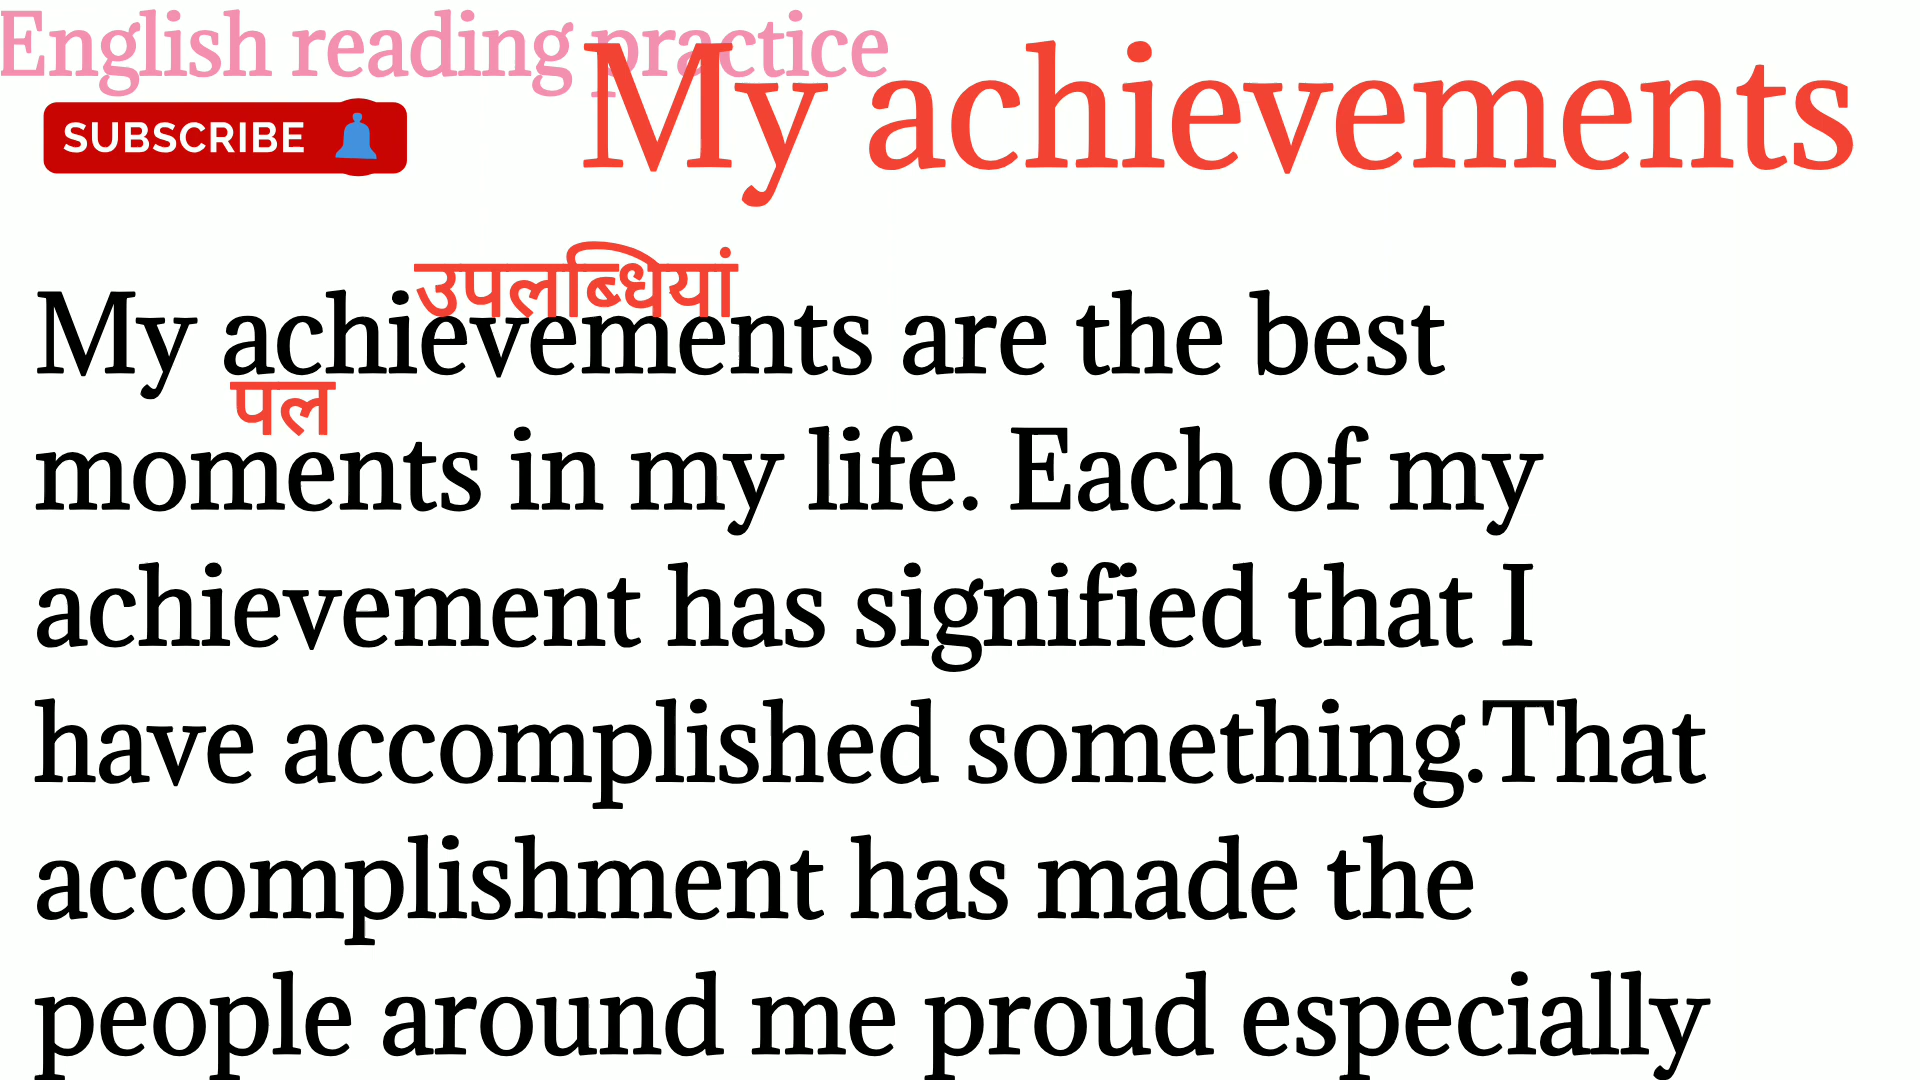 English reading practice
My achievements
SUBSCRIBE
उपलब्धियां
My achievements are the best
पल
moments in my life. Each of my
achievement has signified that I
have accomplished something.That
accomplishment has made the
people around me proud especially